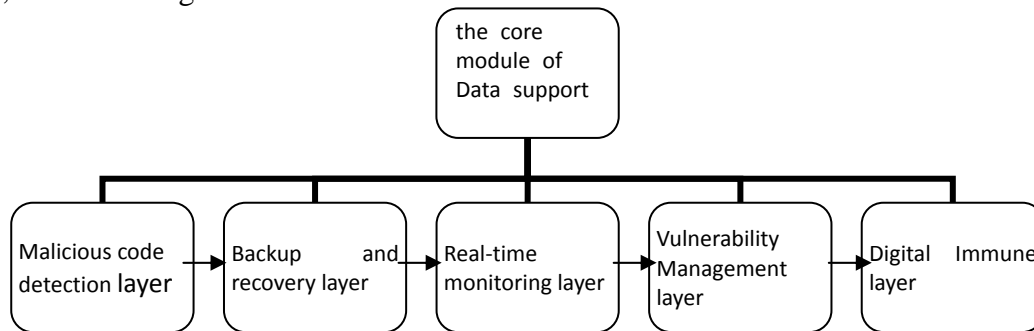 the core
module of
Data support
Malicious code
detection layer
Backup and
recovery layer
Real-time
monitoring layer
Vulnerability
Management
layer
Digital Immune
layer